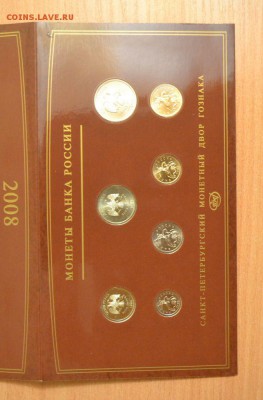 coins.lave.ru
2008
МОНЕТЫ БАНКА РОССИИ
САНКТ-ПЕТЕРБУРГСКИЙ МОНЕТНЫЙ ДВОР ГОЗНАКА